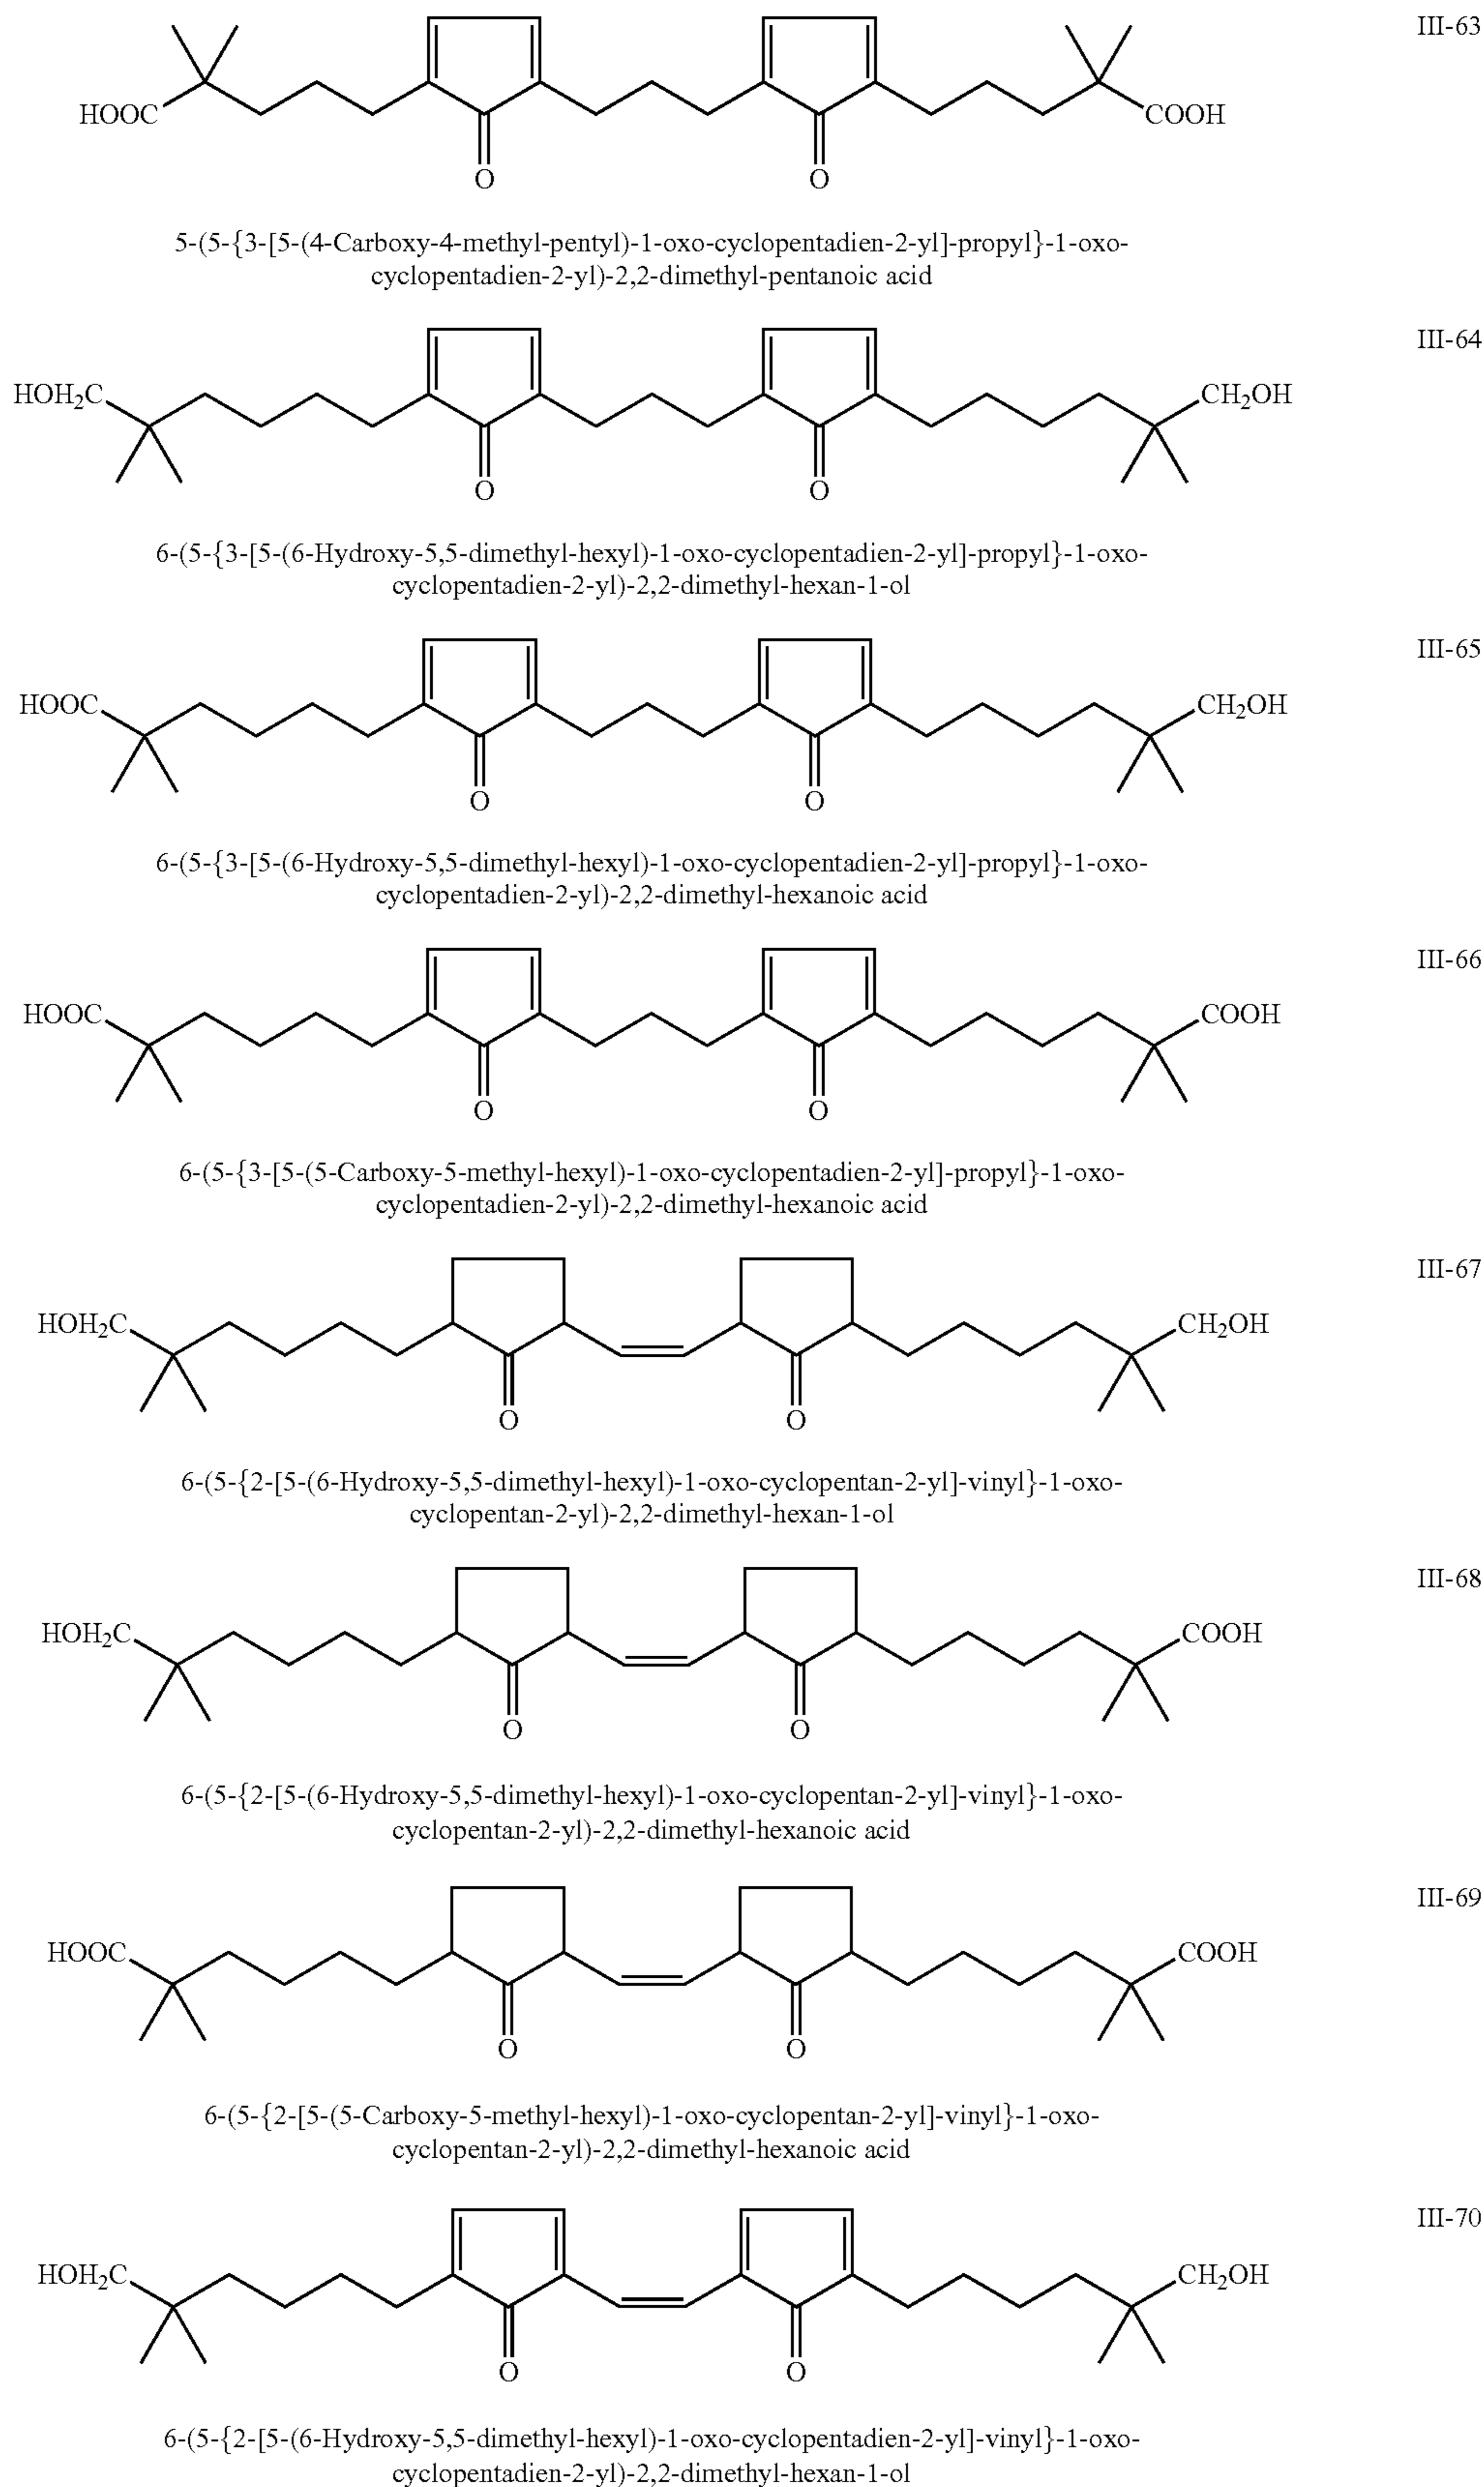 III-63
HOOC COOH
O O
5-(5-{3-[5-(4-Carboxy-4-methyl-pentyl)-1-oxo-cyclopentadien-2-yl]-propyl}-1-oxo-
cyclopentadien-2-yl)-2,2-dimethyl-pentanoic acid
III-64
HOH₂C CH₂OH
O O
6-(5-{3-[5-(6-Hydroxy-5,5-dimethyl-hexyl)-1-oxo-cyclopentadien-2-yl]-propyl}-1-oxo-
cyclopentadien-2-yl)-2,2-dimethyl-hexan-1-ol
III-65
HOOC CH₂OH
O O
6-(5-{3-[5-(6-Hydroxy-5,5-dimethyl-hexyl)-1-oxo-cyclopentadien-2-yl]-propyl}-1-oxo-
cyclopentadien-2-yl)-2,2-dimethyl-hexanoic acid
III-66
HOOC COOH
O O
6-(5-{3-[5-(5-Carboxy-5-methyl-hexyl)-1-oxo-cyclopentadien-2-yl]-propyl}-1-oxo-
cyclopentadien-2-yl)-2,2-dimethyl-hexanoic acid
III-67
HOH₂C CH₂OH
O O
6-(5-{2-[5-(6-Hydroxy-5,5-dimethyl-hexyl)-1-oxo-cyclopentan-2-yl]-vinyl}-1-oxo-
cyclopentan-2-yl)-2,2-dimethyl-hexan-1-ol
III-68
HOH₂C COOH
O O
6-(5-{2-[5-(6-Hydroxy-5,5-dimethyl-hexyl)-1-oxo-cyclopentan-2-yl]-vinyl}-1-oxo-
cyclopentan-2-yl)-2,2-dimethyl-hexanoic acid
III-69
HOOC COOH
O O
6-(5-{2-[5-(5-Carboxy-5-methyl-hexyl)-1-oxo-cyclopentan-2-yl]-vinyl}-1-oxo-
cyclopentan-2-yl)-2,2-dimethyl-hexanoic acid
III-70
HOH₂C CH₂OH
O O
6-(5-{2-[5-(6-Hydroxy-5,5-dimethyl-hexyl)-1-oxo-cyclopentadien-2-yl]-vinyl}-1-oxo-
cyclopentadien-2-yl)-2,2-dimethyl-hexan-1-ol